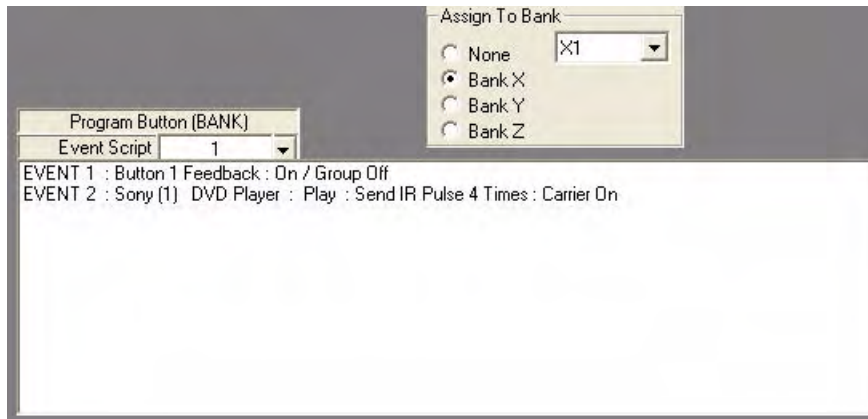 Assign To Bank
None
X1
Bank X
Bank Y
Bank Z
Program Button (BANK)
Event Script 1
EVENT 1 : Button 1 Feedback : On / Group Off
EVENT 2 : Sony (1) DVD Player : Play : Send IR Pulse 4 Times : Carrier On